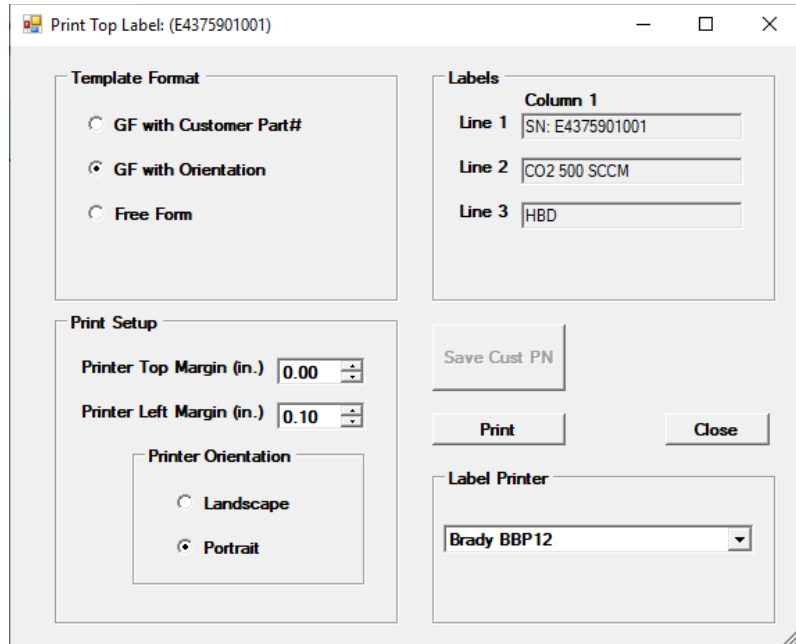 Print Top Label: (E4375901001)
Template Format
GF with Customer Part#
GF with Orientation
Free Form
Labels
Column 1
Line 1 SN: E4375901001
Line 2 CO2 500 SCCM
Line 3 HBD
Print Setup
Printer Top Margin (in.) 0.00
Printer Left Margin (in.) 0.10
Printer Orientation
Landscape
Portrait
Save Cust PN
Print Close
Label Printer
Brady BBP12